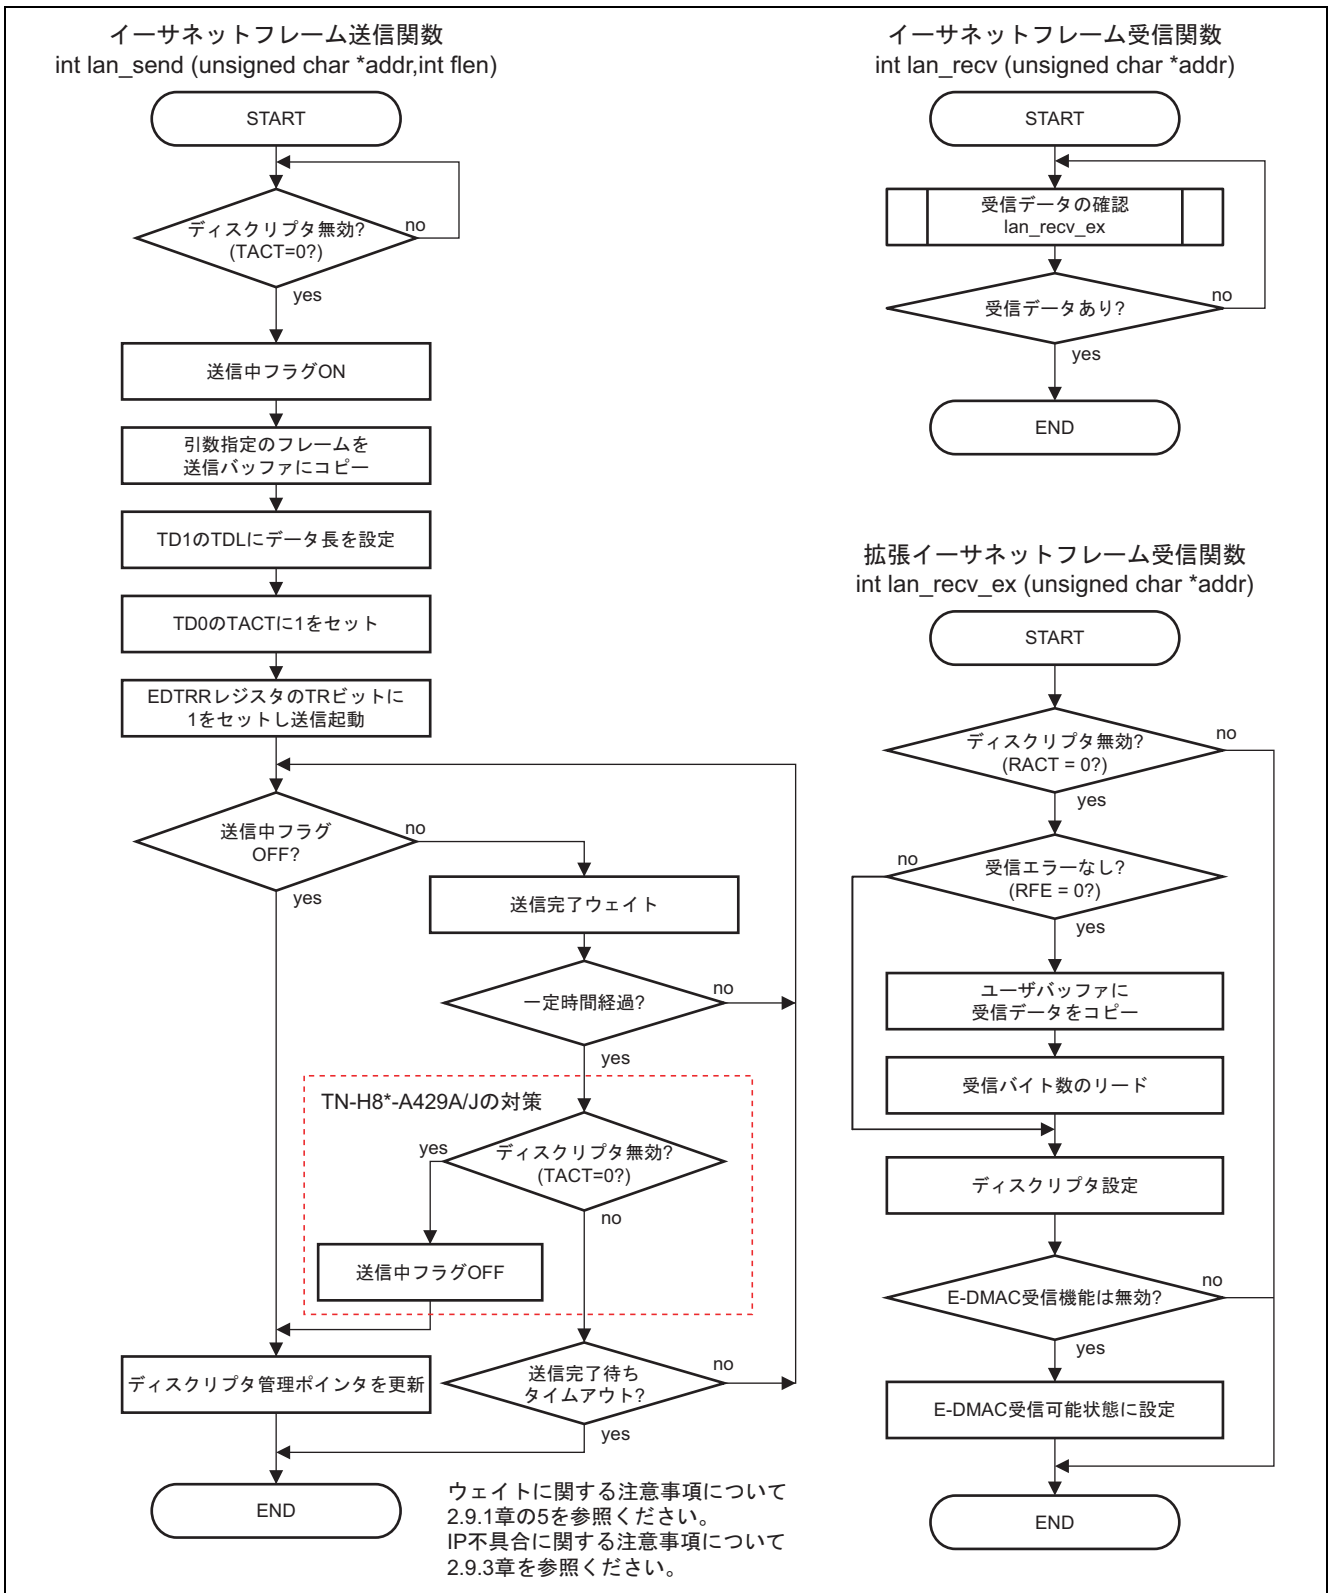 イーサネットフレーム送信関数
int lan_send (unsigned char *addr,int flen)
START
ディスクリプタ無効?
(TACT=0?)
no
yes
送信中フラグON
引数指定のフレームを
送信バッファにコピー
TD1のTDLにデータ長を設定
TD0のTACTに1をセット
EDTRRレジスタのTRビットに
1をセットし送信起動
送信中フラグ
OFF?
no
yes
送信完了ウェイト
一定時間経過?
no
yes
TN-H8*-A429A/Jの対策
ディスクリプタ無効?
(TACT=0?)
yes
no
送信中フラグOFF
ディスクリプタ管理ポインタを更新
送信完了待ち
タイムアウト?
no
yes
END
ウェイトに関する注意事項について
2.9.1章の5を参照ください。
IP不具合に関する注意事項について
2.9.3章を参照ください。
イーサネットフレーム受信関数
int lan_recv (unsigned char *addr)
START
受信データの確認
lan_recv_ex
受信データあり?
no
yes
END
拡張イーサネットフレーム受信関数
int lan_recv_ex (unsigned char *addr)
START
ディスクリプタ無効?
(RACT = 0?)
no
yes
受信エラーなし?
(RFE = 0?)
no
yes
ユーザバッファに
受信データをコピー
受信バイト数のリード
ディスクリプタ設定
E-DMAC受信機能は無効?
no
yes
E-DMAC受信可能状態に設定
END